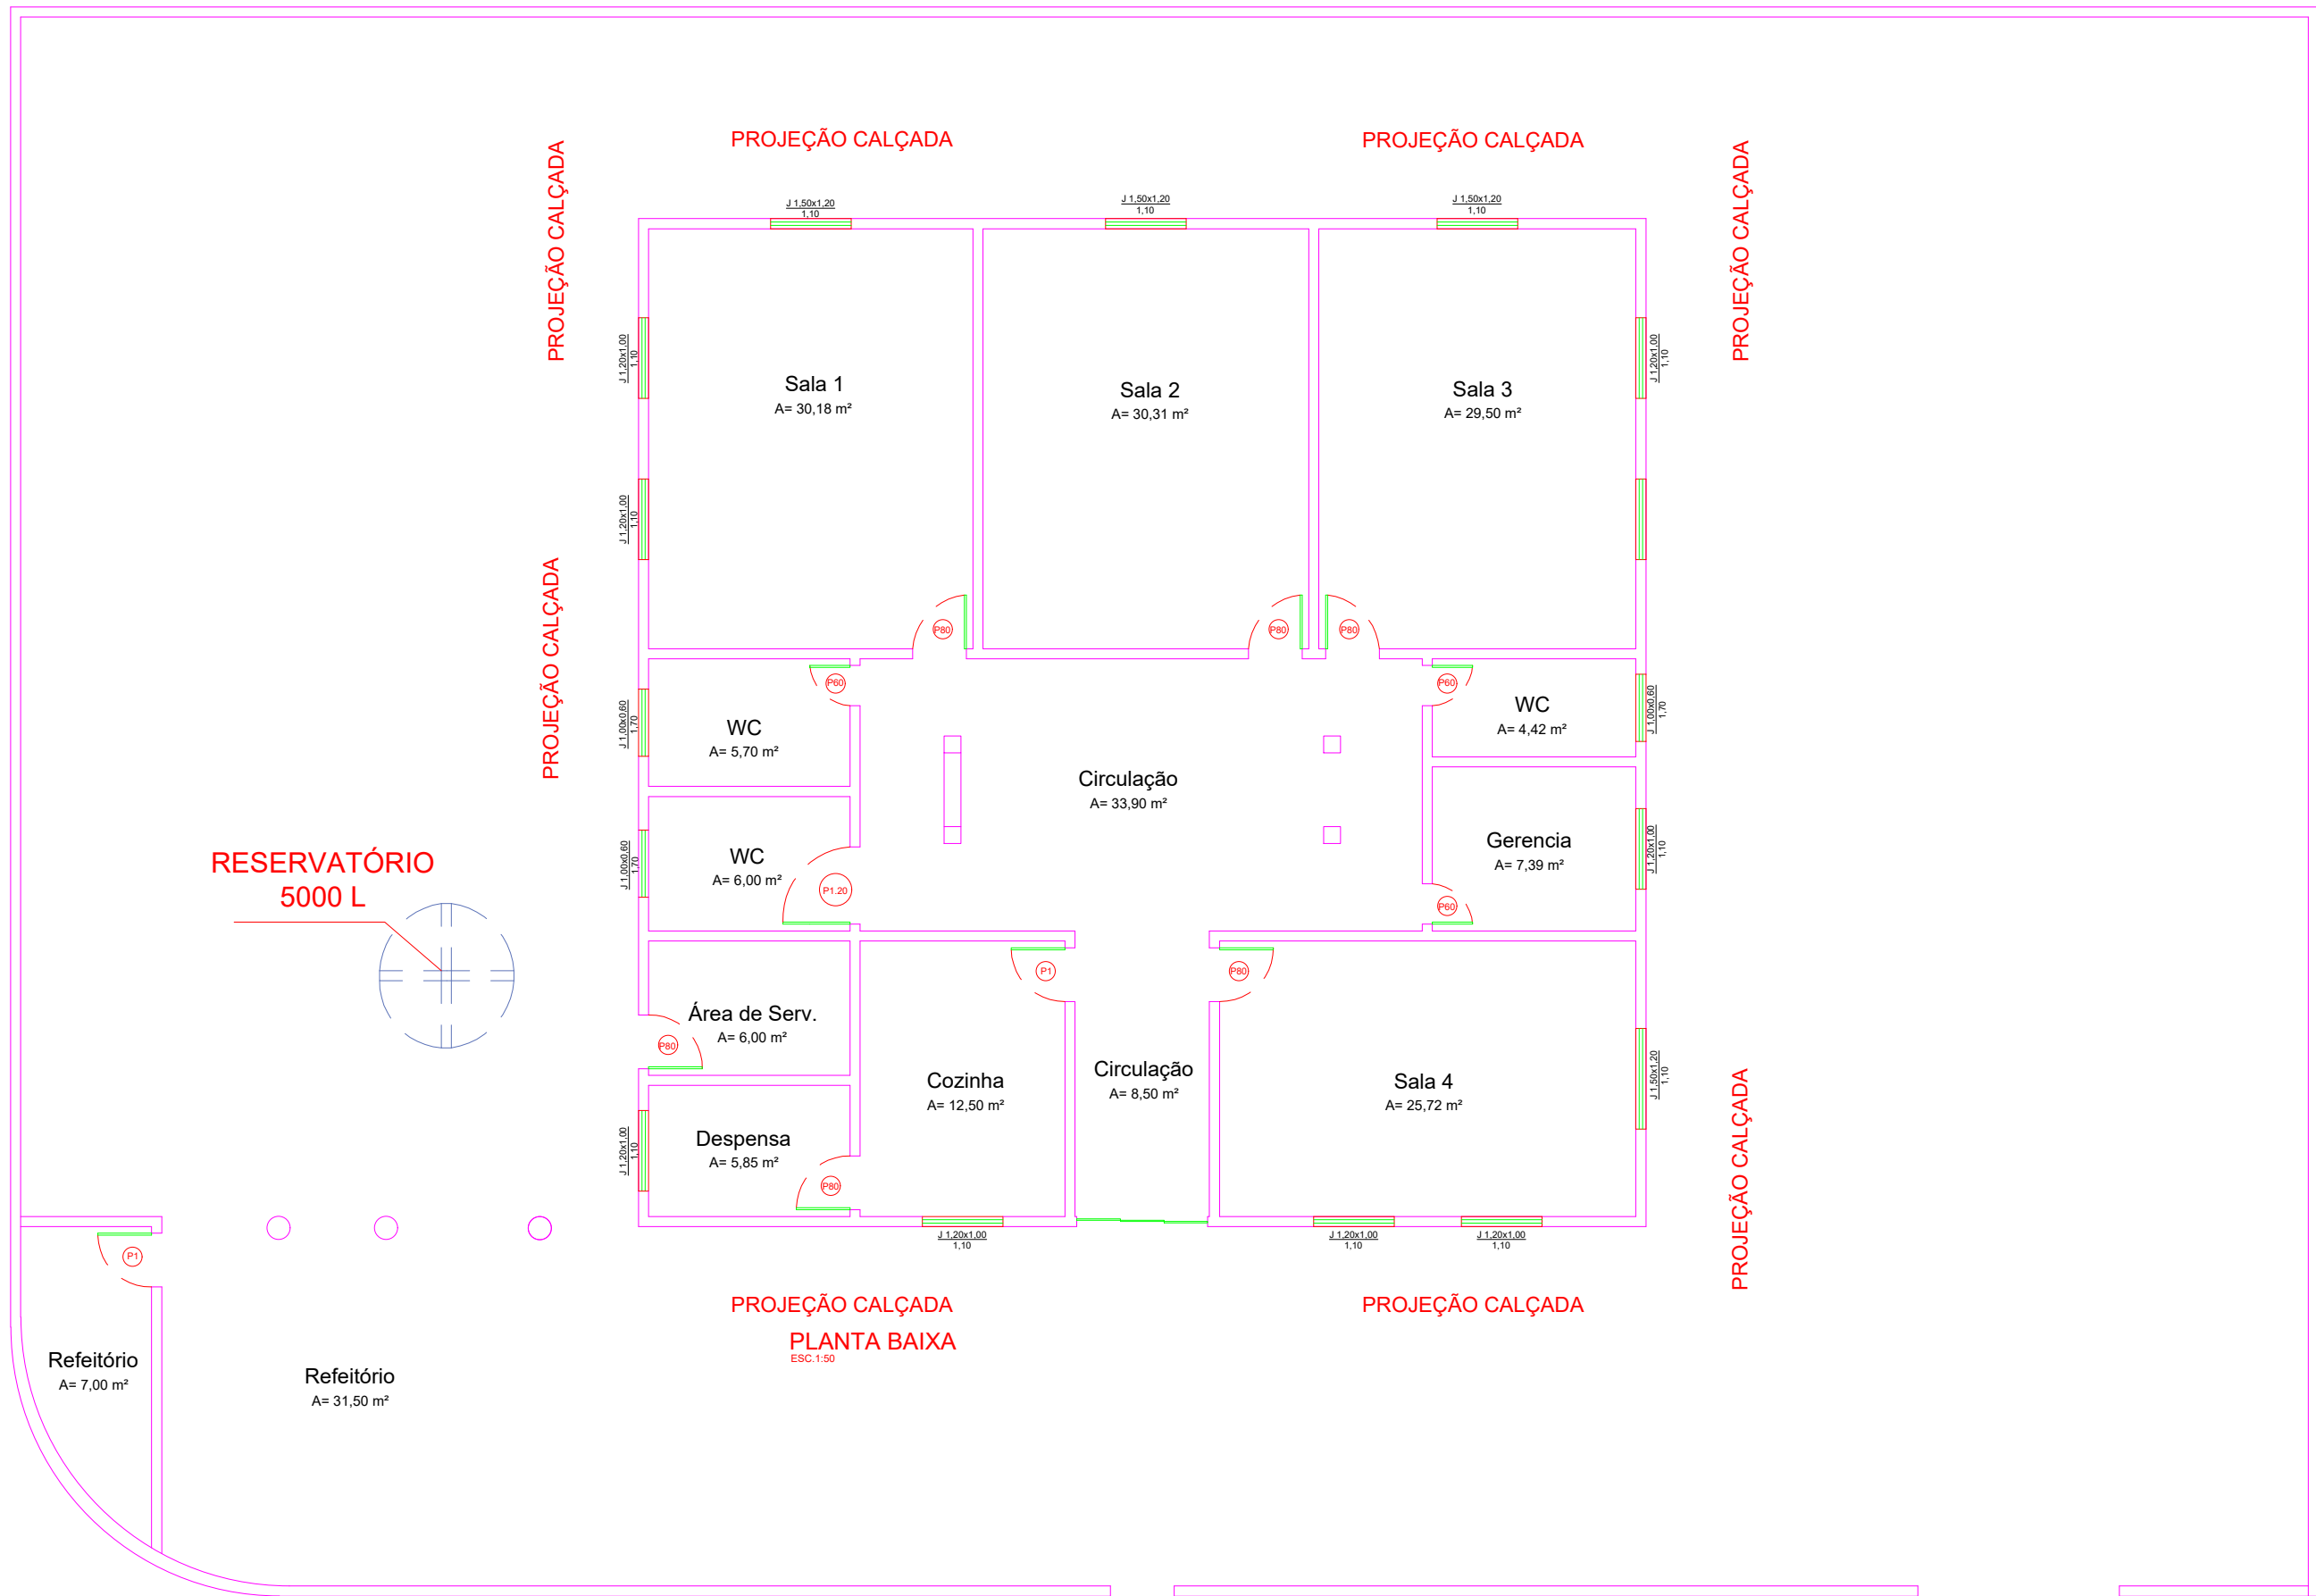 PROJEÇÃO CALÇADA
PROJEÇÃO CALÇADA
PROJEÇÃO CALÇADA
PROJEÇÃO CALÇADA
J 1,50x1,20
1,10
J 1,50x1,20
1,10
J 1,50x1,20
1,10
J 1,20x1,00
1,10
J 1,20x1,00
1,10
Sala 1
A= 30,18 m²
Sala 2
A= 30,31 m²
Sala 3
A= 29,50 m²
J 1,20x1,00
1,10
P80
P80
P80
PROJEÇÃO CALÇADA
P60
P60
J 1,00x0,60
1,70
WC
A= 5,70 m²
WC
A= 4,42 m²
J 1,00x0,60
1,70
Circulação
A= 33,90 m²
J 1,00x0,60
1,70
WC
A= 6,00 m²
P1.20
Gerencia
A= 7,39 m²
J 1,20x1,00
1,10
P60
RESERVATÓRIO
5000 L
P1
P80
Área de Serv.
A= 6,00 m²
P80
Cozinha
A= 12,50 m²
Circulação
A= 8,50 m²
Sala 4
A= 25,72 m²
J 1,50x1,20
1,10
J 1,20x1,00
1,10
Despensa
A= 5,85 m²
P80
PROJEÇÃO CALÇADA
J 1,20x1,00
1,10
J 1,20x1,00
1,10
J 1,20x1,00
1,10
P1
PROJEÇÃO CALÇADA
PROJEÇÃO CALÇADA
PLANTA BAIXA
ESC.1:50
Refeitório
A= 7,00 m²
Refeitório
A= 31,50 m²